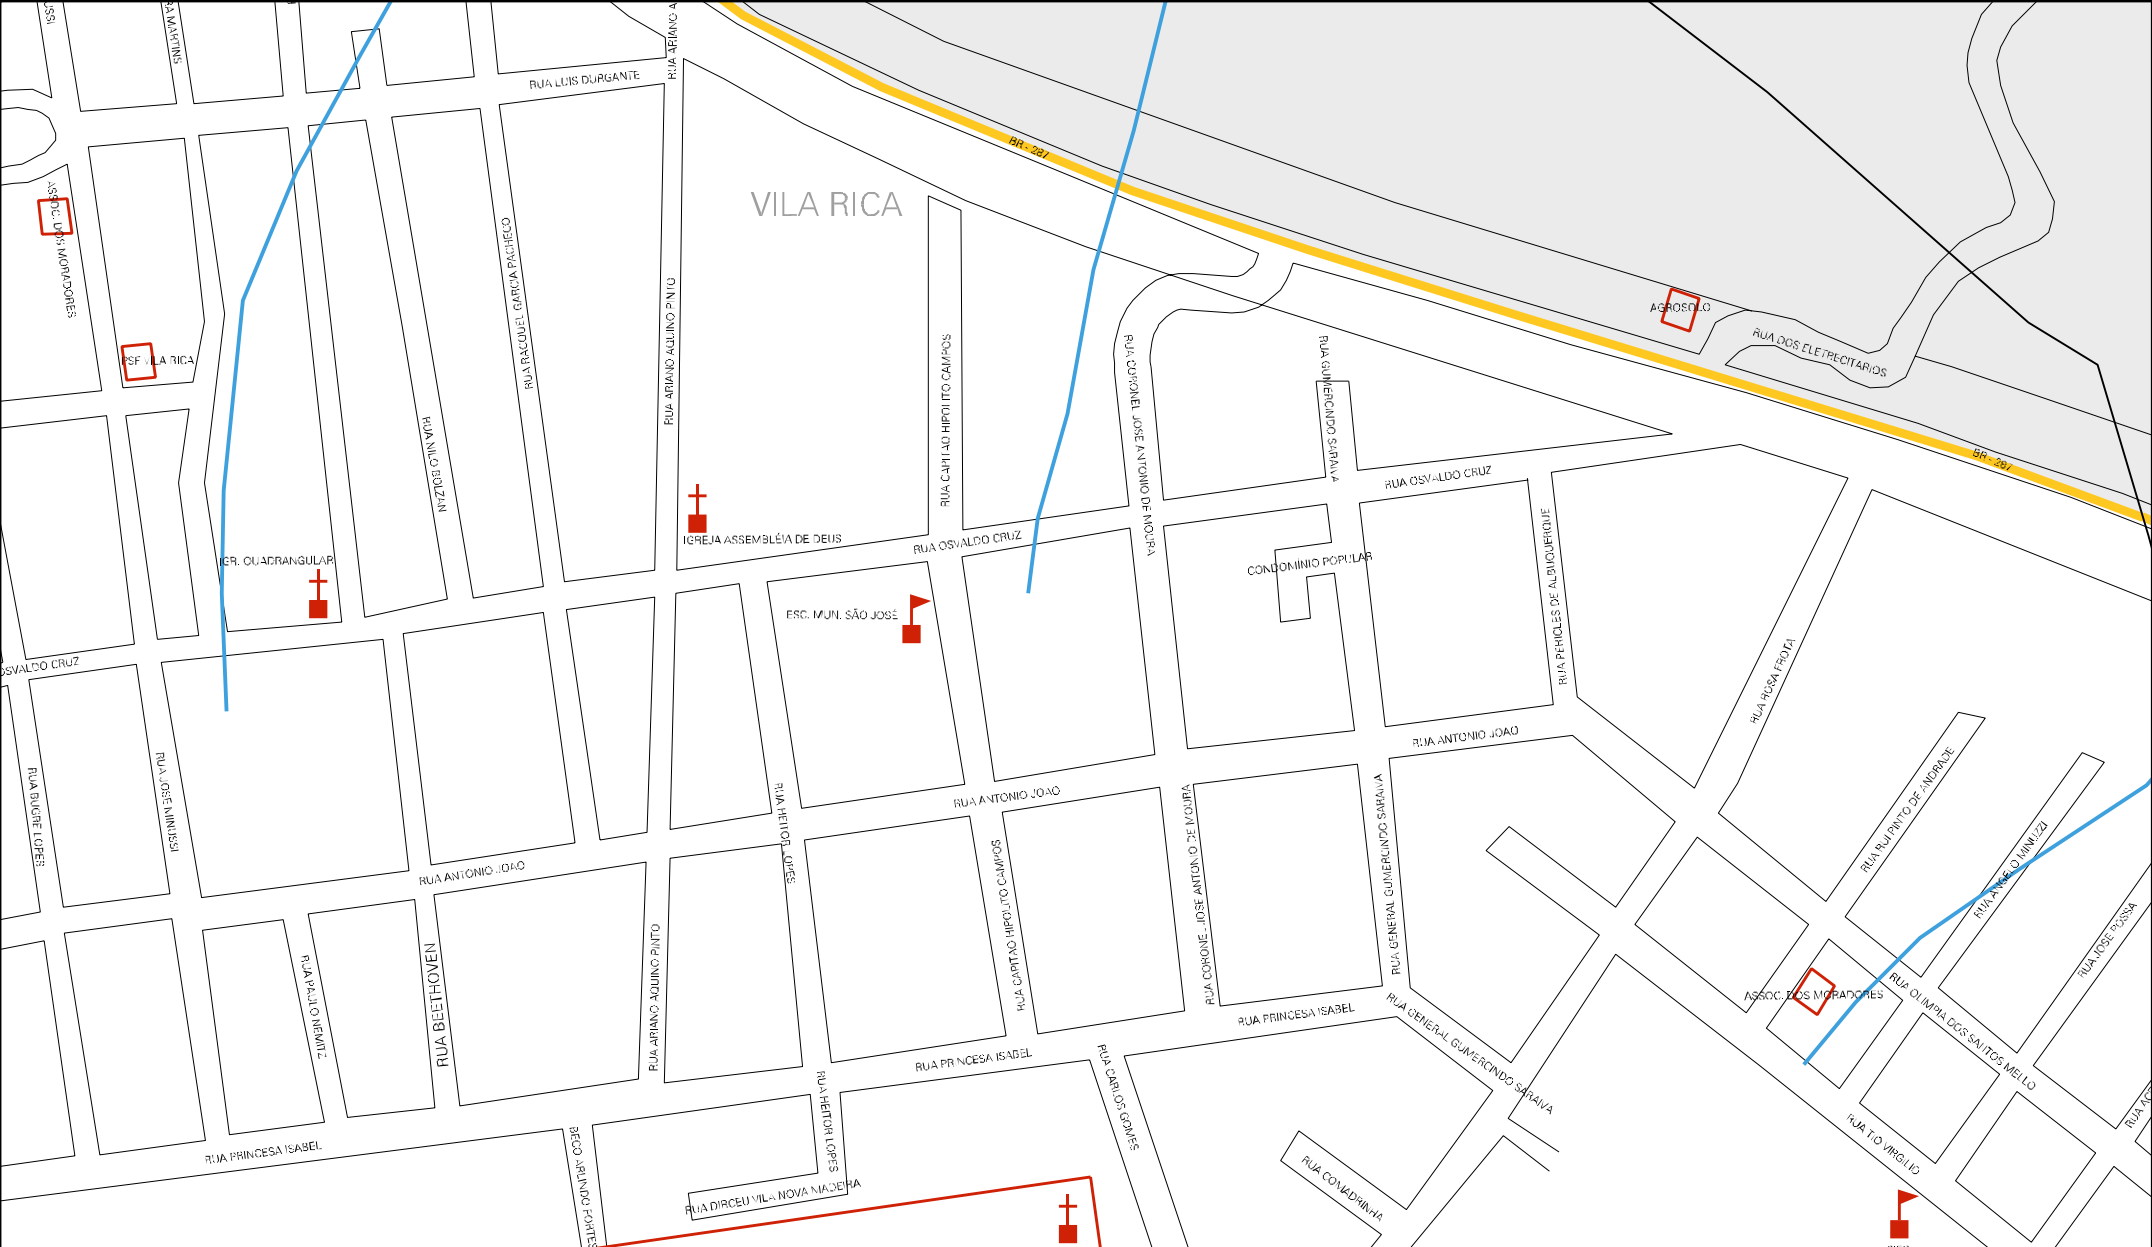 RUA ARIANO A
RA MARTINS
RUA LUIS DURGANTE
BR - 287
VILA RICA
ASSOC. DOS MORADORES
PSF VILA RICA
RUA RACQUEL GARCIA PACHECO
RUA ARIANO AQUINO PINTO
RUA CAPITAO HIPOLITO CAMPOS
RUA CORONEL JOSE ANTONIO DE MOURA
RUA GUMERCINDO SARAIVA
AGROSOLO
RUA DOS ELETRECITARIOS
BR - 287
RUA NILO BOLZAN
RUA OSVALDO CRUZ
IGREJA ASSEMBLÉIA DE DEUS
RUA OSVALDO CRUZ
IGR. QUADRANGULAR
CONDOMÍNIO POPULAR
RUA PERICLES DE ALBUQUERQUE
ESC. MUN. SÃO JOSÉ
OSVALDO CRUZ
RUA ROSA FROTA
RUA ANTONIO JOAO
RUA BUGRE LOPES
RUA JOSE MINUSSI
RUA HEITOR LOPES
RUA ANTONIO JOAO
RUA CORONEL JOSE ANTONIO DE MOURA
RUA GENERAL GUMERCINDO SARAIVA
RUA RUI PINTO DE ANDRADE
RUA ANGELO MINUZZI
RUA JOSE POSSA
RUA ANTONIO JOAO
RUA CAPITAO HIPOLITO CAMPOS
RUA PAULO NEMITZ
RUA BEETHOVEN
RUA ARIANO AQUINO PINTO
ASSOC. DOS MORADORES
RUA OLIMPIA DOS SANTOS MELLO
RUA PRINCESA ISABEL
RUA GENERAL GUMERCINDO SARAIVA
RUA PRINCESA ISABEL
RUA CARLOS GOMES
RUA HEITOR LOPES
RUA TIO VIRGILIO
RUA PRINCESA ISABEL
BECO ARLINDO FORTES
RUA DIRCEU VILA NOVA MADEIRA
RUA COMADRINHA